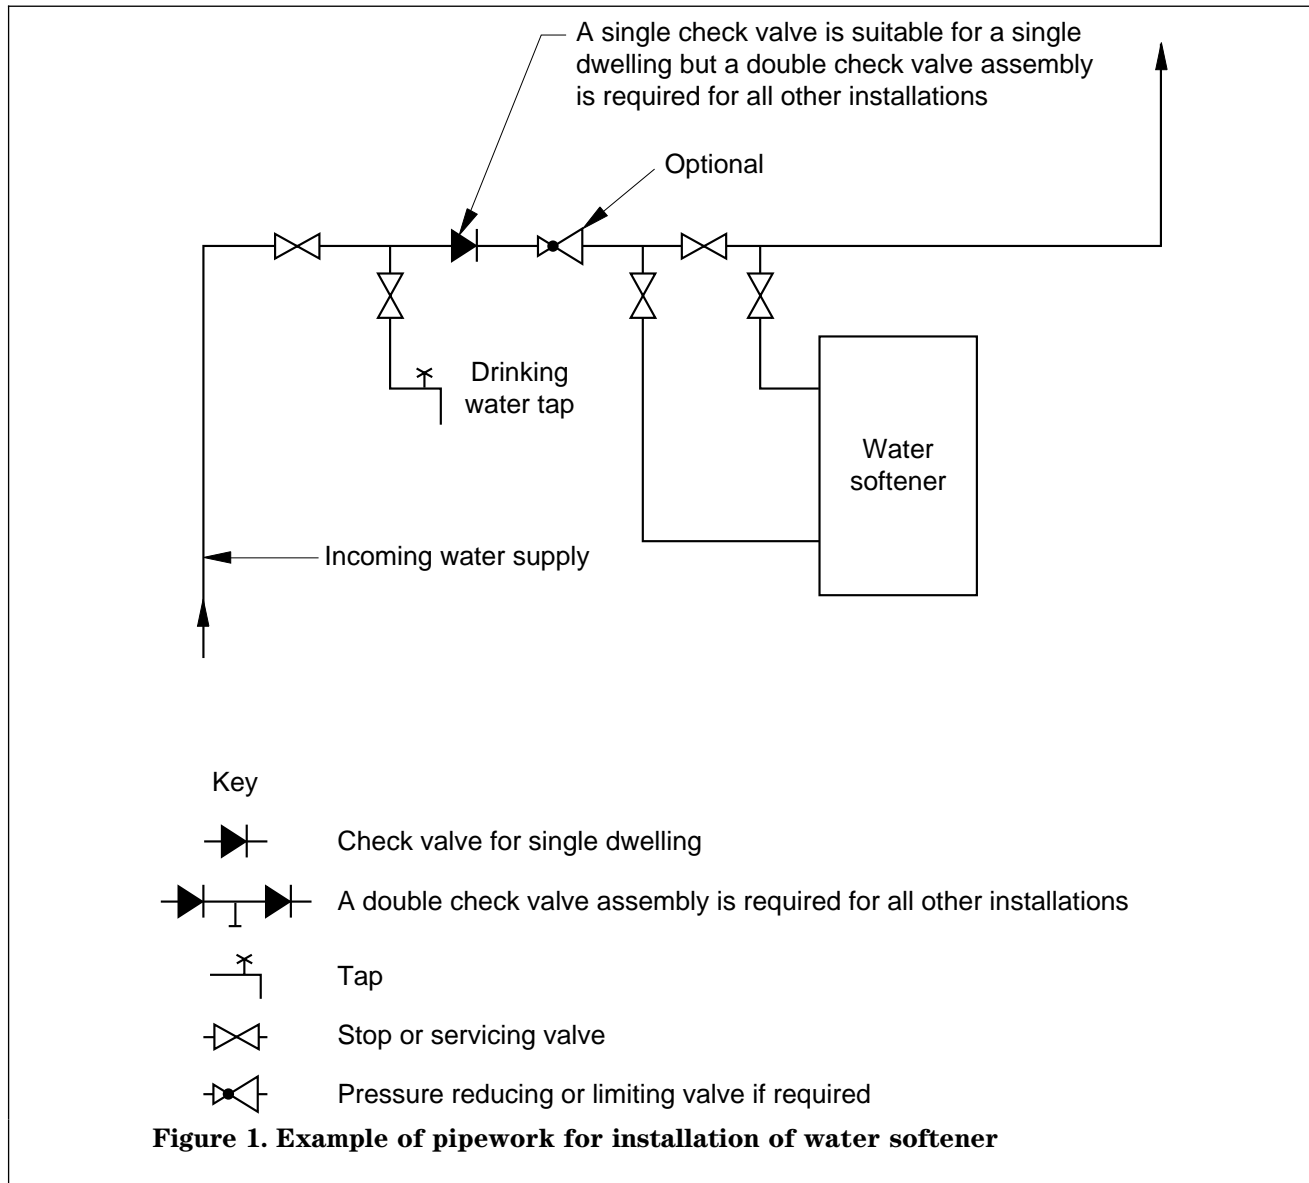 A single check valve is suitable for a single
dwelling but a double check valve assembly
is required for all other installations
Optional
Drinking
water tap
Water
softener
Incoming water supply
Key
Check valve for single dwelling
A double check valve assembly is required for all other installations
Tap
Stop or servicing valve
Pressure reducing or limiting valve if required
Figure 1. Example of pipework for installation of water softener